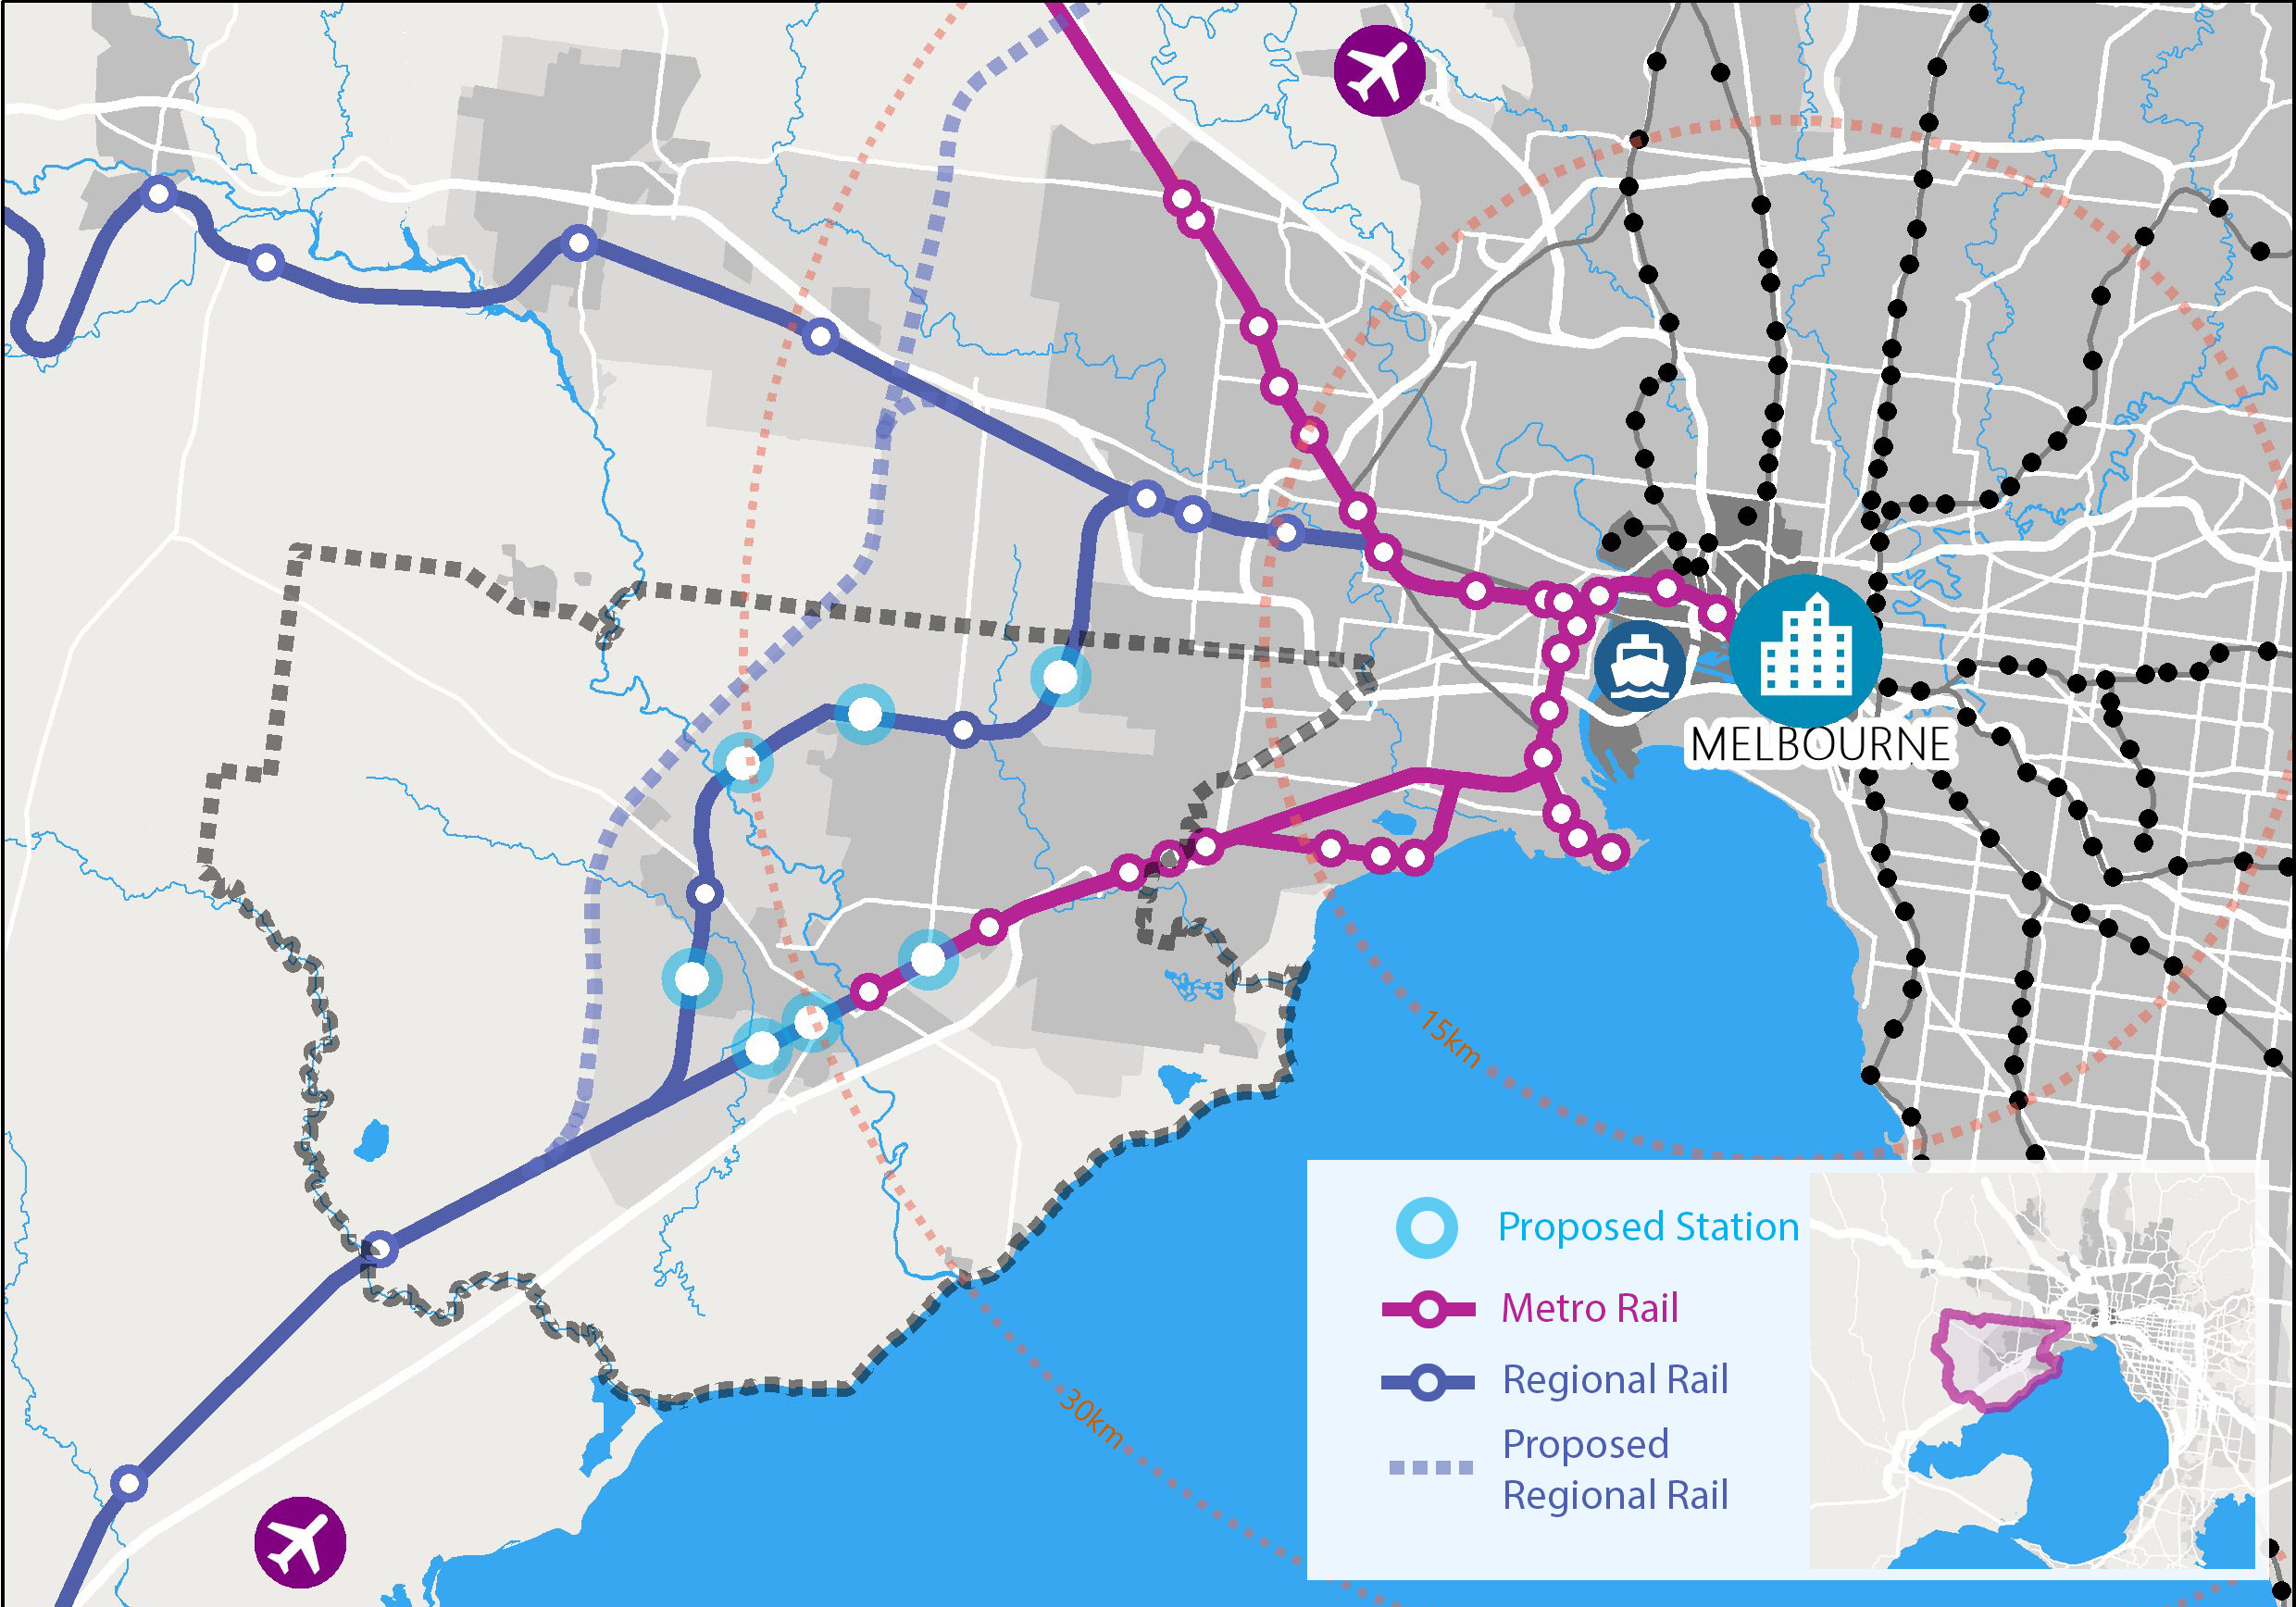 MELBOURNE
15km
30km
Proposed Station
Metro Rail
Regional Rail
Proposed
Regional Rail